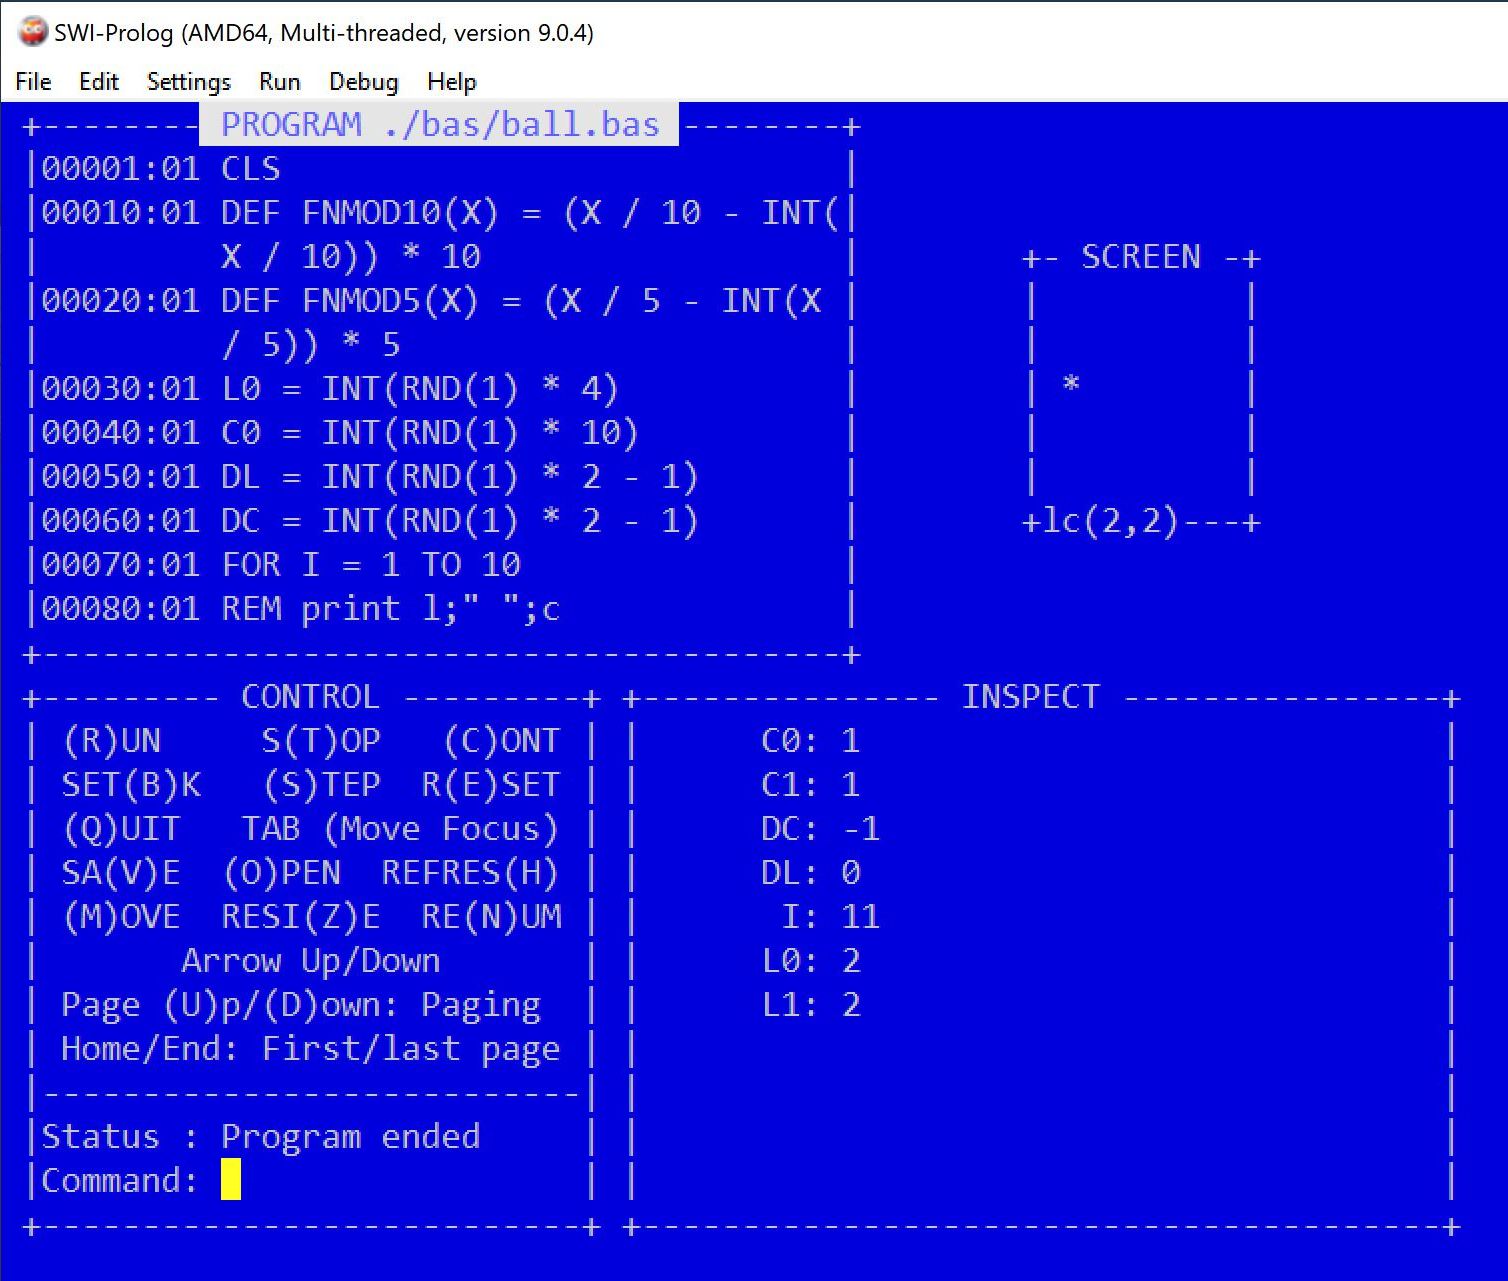 SWI-Prolog (AMD64, Multi-threaded, version 9.0.4)
File Edit Settings Run Debug Help
+-------- PROGRAM ./bas/ball.bas --------+
|00001:01 CLS |
|00010:01 DEF FNMOD10(X) = (X / 10 - INT(|
| X / 10)) * 10 |
|00020:01 DEF FNMOD5(X) = (X / 5 - INT(X |
| / 5)) * 5 |
|00030:01 L0 = INT(RND(1) * 4) |
|00040:01 C0 = INT(RND(1) * 10) |
|00050:01 DL = INT(RND(1) * 2 - 1) |
|00060:01 DC = INT(RND(1) * 2 - 1) |
|00070:01 FOR I = 1 TO 10 |
|00080:01 REM print l;" ";c |
+----------------------------------------+
+- SCREEN -+
| |
| |
| * |
| |
| |
+lc(2,2)---+
+--------- CONTROL ---------+
| (R)UN S(T)OP (C)ONT |
| SET(B)K (S)TEP R(E)SET |
| (Q)UIT TAB (Move Focus) |
| SA(V)E (O)PEN REFRES(H) |
| (M)OVE RESI(Z)E RE(N)UM |
| Arrow Up/Down |
| Page (U)p/(D)own: Paging |
| Home/End: First/last page |
|---------------------------|
|Status : Program ended |
|Command: |
+---------------------------+
+--------------- INSPECT ----------------+
| C0: 1 |
| C1: 1 |
| DC: -1 |
| DL: 0 |
| I: 11 |
| L0: 2 |
| L1: 2 |
+----------------------------------------+